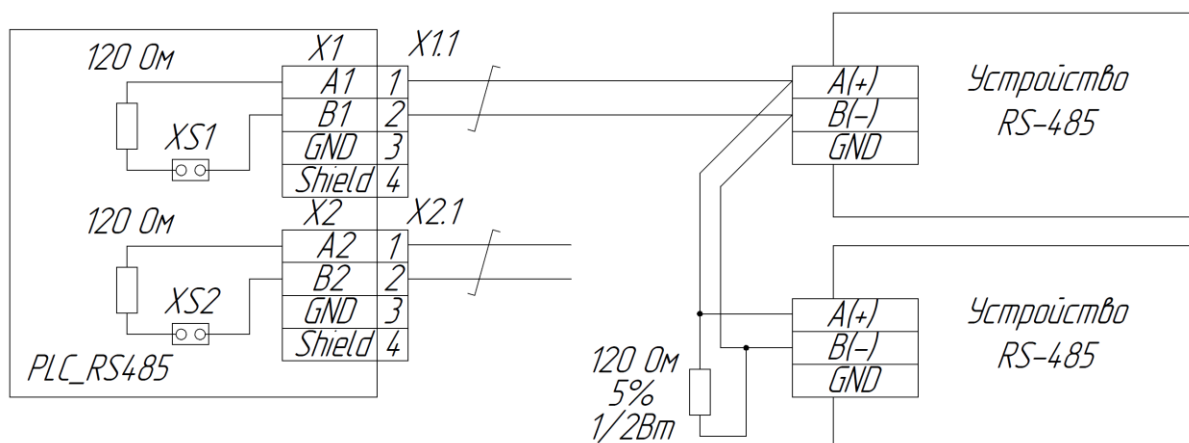 120 Ом
XS1
X1
X1.1
A1 1
B1 2
GND 3
Shield 4
120 Ом
XS2
X2
X2.1
A2 1
B2 2
GND 3
Shield 4
PLC_RS485
A(+)
B(-)
GND
Устройство
RS-485
A(+)
B(-)
GND
Устройство
RS-485
120 Ом
5%
1/2Вт